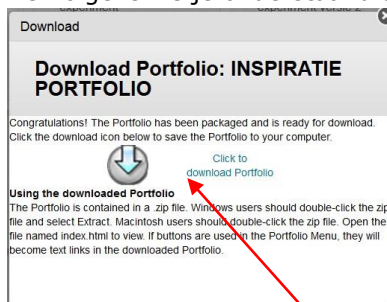 Download
Download Portfolio: INSPIRATIE
PORTFOLIO
Congratulations! The Portfolio has been packaged and is ready for download.
Click the download icon below to save the Portfolio to your computer.
Click to
download Portfolio
Using the downloaded Portfolio
The Portfolio is contained in a .zip file. Windows users should double-click the zip
file and select Extract. Macintosh users should double-click the zip file. Open the
file named index.html to view. If buttons are used in the Portfolio Menu, they will
become text links in the downloaded Portfolio.